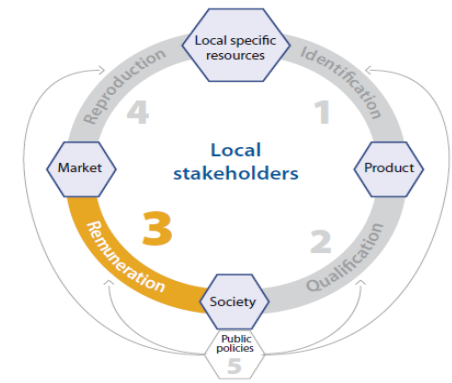 Local specific
resources
Identification
1
Product
2
Qualification
Society
3
Remuneration
Market
4
Reproduction
Local
stakeholders
Public
policies
5